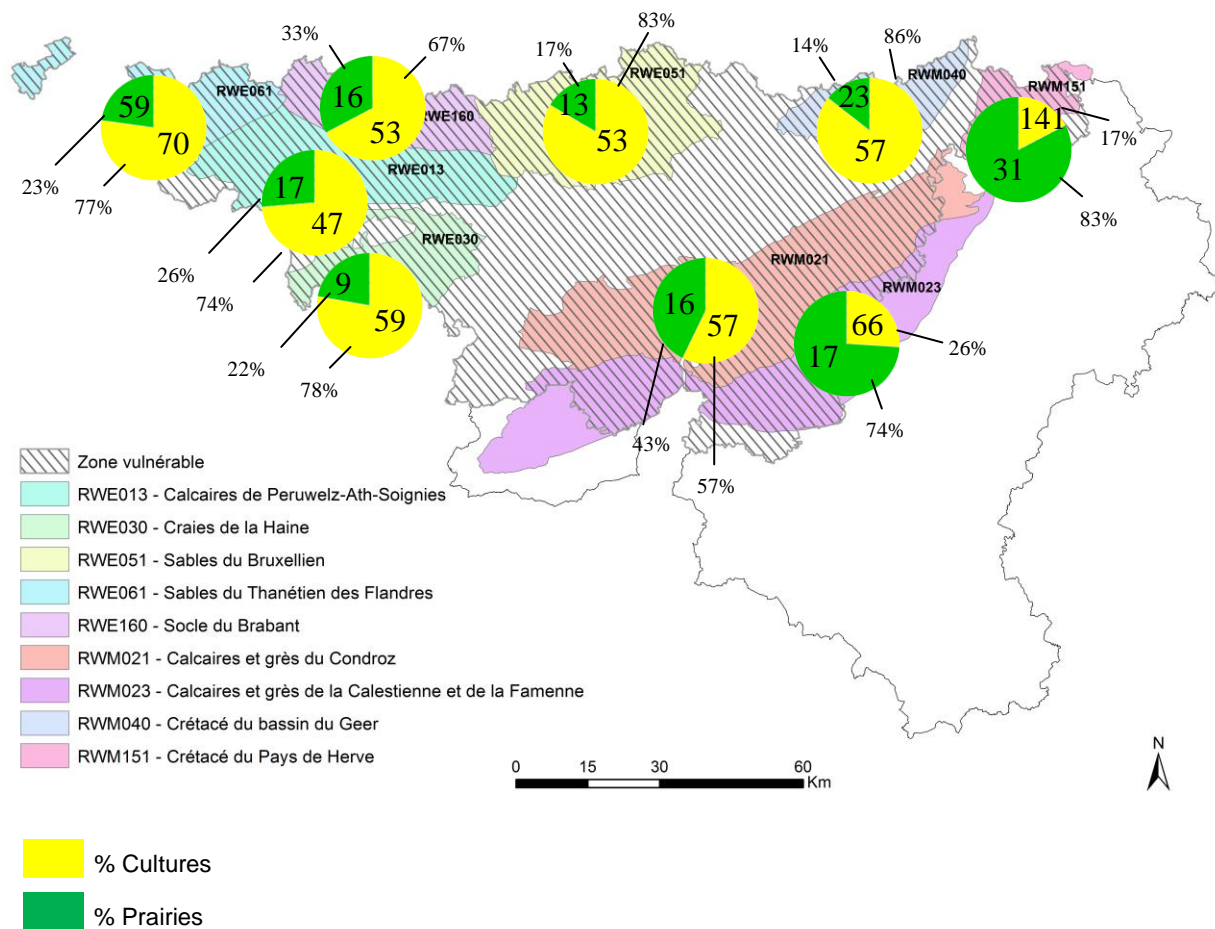 33%
67%
17%
83%
14%
86%
RWE061
16
53
RWE160
RWE051
13
53
RWM040
23
57
RWM151
141
31
17%
83%
59
70
23%
77%
RWE013
17
47
26%
74%
RWE030
9
59
22%
78%
RWM021
16
57
43%
57%
RWM023
66
17
26%
74%
Zone vulnérable
RWE013 - Calcaires de Peruwelz-Ath-Soignies
RWE030 - Craies de la Haine
RWE051 - Sables du Bruxellien
RWE061 - Sables du Thanétien des Flandres
RWE160 - Socle du Brabant
RWM021 - Calcaires et grès du Condroz
RWM023 - Calcaires et grès de la Calestienne et de la Famenne
RWM040 - Crétacé du bassin du Geer
RWM151 - Crétacé du Pays de Herve
0 15 30 60
Km
N
% Cultures
% Prairies